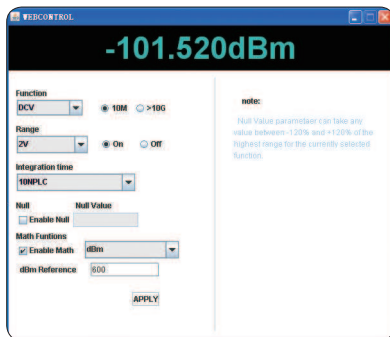 WEBCONTROL
-101.520dBm
Function
DCV 10M >10G
Range
2V On Off
Integration time
10NPLC
Null Null Value
Enable Null
Math Funtions
Enable Math dBm
dBm Reference 600
APPLY
note:
Null Value parametaer can take any
value between -120% and +120% of the
highest range for the currently selected
function.